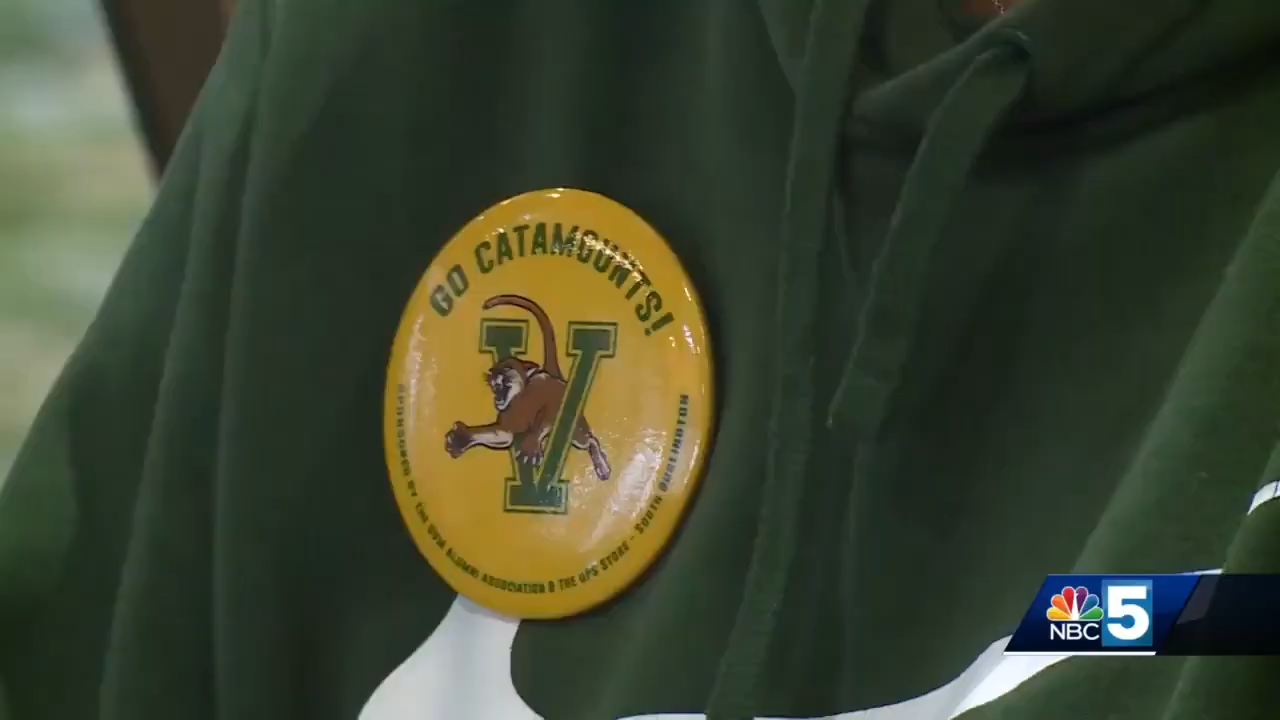 GO CATAMOUNTS!
V
SPONSORED BY THE UVM ALUMNI ASSOCIATION & THE UPS STORE - SOUTH BURLINGTON
NBC 5